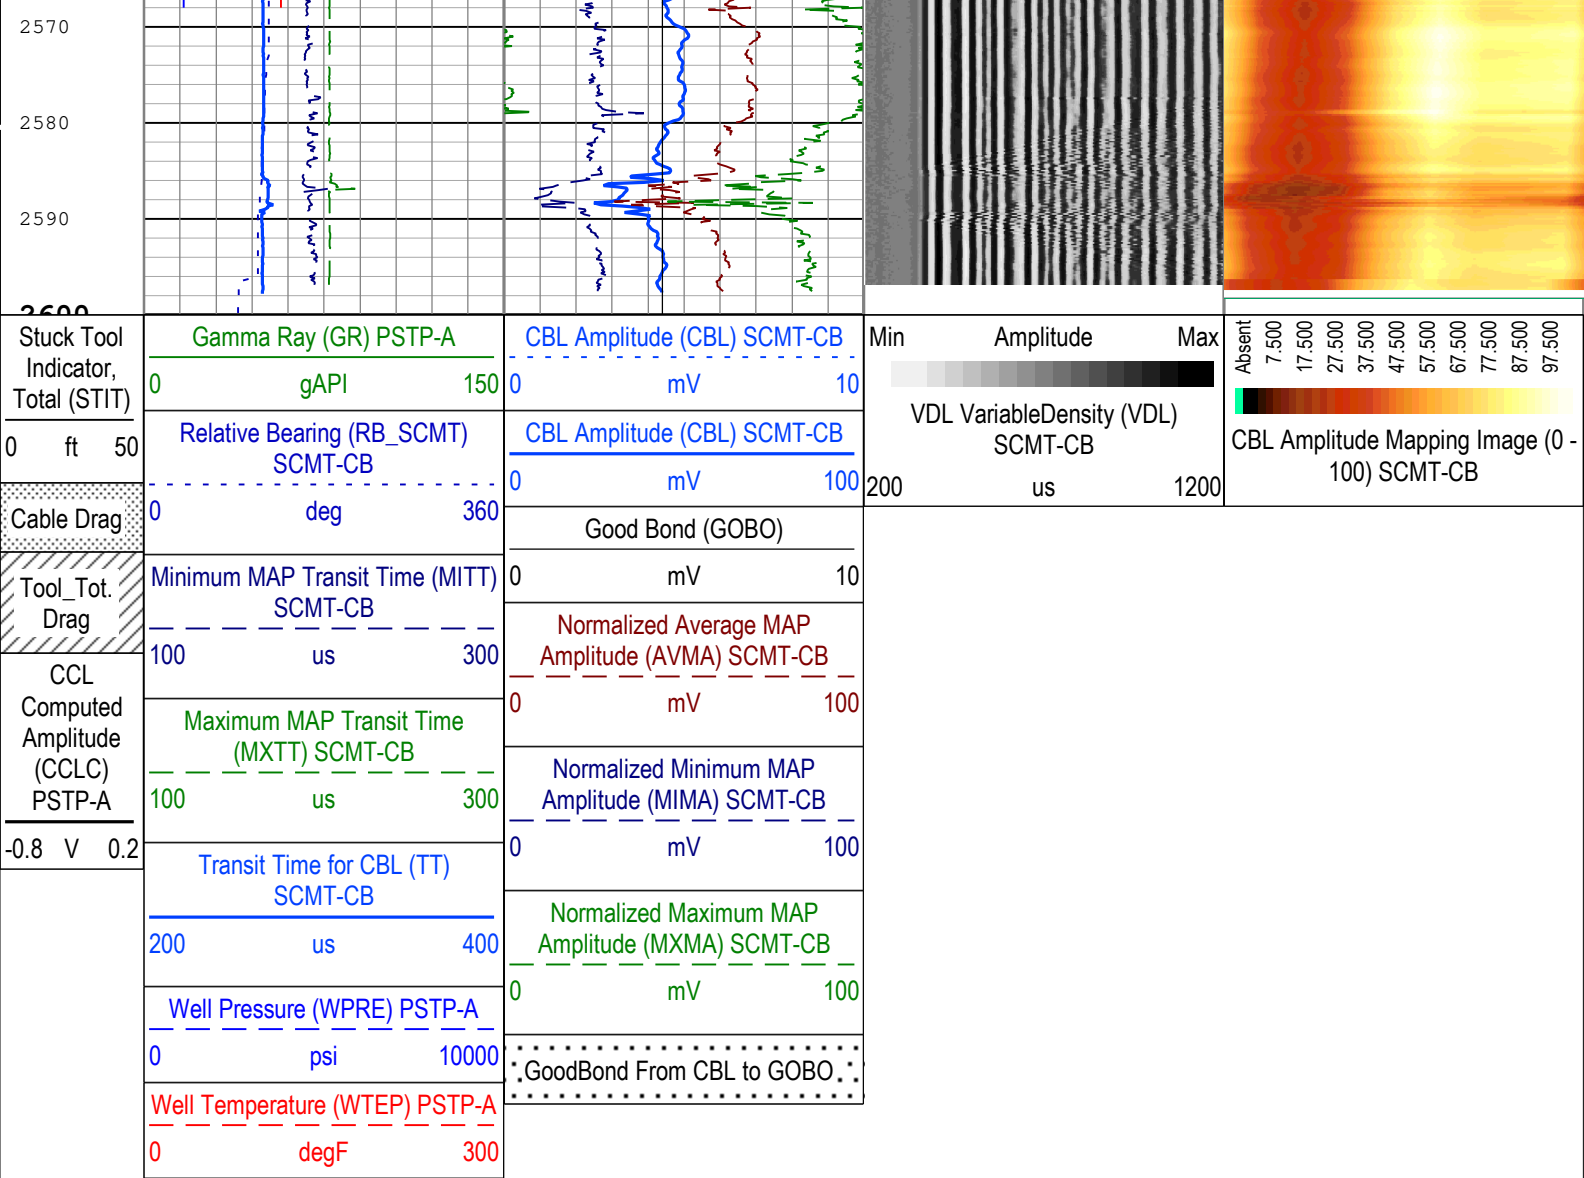 2570
2580
2590
2600
Stuck Tool
Indicator,
Total (STIT)
0 ft 50
Cable Drag
Tool_Tot.
Drag
CCL
Computed
Amplitude
(CCLC)
PSTP-A
-0.8 V 0.2
Gamma Ray (GR) PSTP-A
0 gAPI 150
Relative Bearing (RB_SCMT)
SCMT-CB
0 deg 360
Minimum MAP Transit Time (MITT)
SCMT-CB
100 us 300
Maximum MAP Transit Time
(MXTT) SCMT-CB
100 us 300
Transit Time for CBL (TT)
SCMT-CB
200 us 400
Well Pressure (WPRE) PSTP-A
0 psi 10000
Well Temperature (WTEP) PSTP-A
0 degF 300
CBL Amplitude (CBL) SCMT-CB
0 mV 10
CBL Amplitude (CBL) SCMT-CB
0 mV 100
Good Bond (GOBO)
0 mV 10
Normalized Average MAP
Amplitude (AVMA) SCMT-CB
0 mV 100
Normalized Minimum MAP
Amplitude (MIMA) SCMT-CB
0 mV 100
Normalized Maximum MAP
Amplitude (MXMA) SCMT-CB
0 mV 100
GoodBond From CBL to GOBO
Min Amplitude Max
VDL VariableDensity (VDL)
SCMT-CB
200 us 1200
Absent
7.500
17.500
27.500
37.500
47.500
57.500
67.500
77.500
87.500
97.500
CBL Amplitude Mapping Image (0 -
100) SCMT-CB